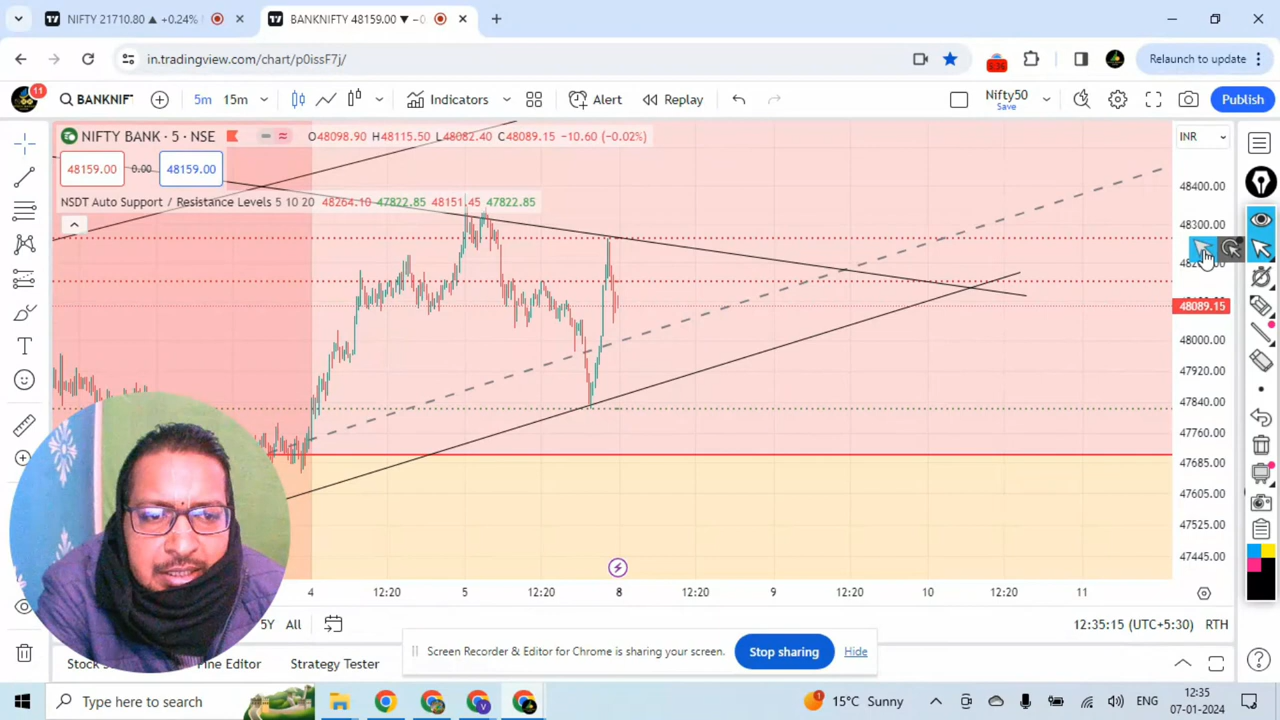 NIFTY 21710.80 ▲ +0.24%
BANKNIFTY 48159.00 ▼ −0
in.tradingview.com/chart/p0issF7j/
Relaunch to update
11
BANKNIF
5m
15m
Indicators
Alert
Replay
Nifty50
Save
Publish
NIFTY BANK · 5 · NSE
O48098.90 H48115.50 L48082.40 C48089.15 −10.60 (−0.02%)
INR
48159.00
0.00
48159.00
NSDT Auto Support / Resistance Levels 5 10 20 48264.10 47822.85 48151.45 47822.85
48400.00
48300.00
48089.15
48000.00
47920.00
47840.00
47760.00
47685.00
47605.00
47525.00
47445.00
4
12:20
5
12:20
8
12:20
9
12:20
10
12:20
11
5Y
All
12:35:15 (UTC+5:30)
RTH
Screen Recorder & Editor for Chrome is sharing your screen.
Stop sharing
Hide
Pine Editor
Strategy Tester
Type here to search
1
15°C Sunny
ENG
12:35
07-01-2024